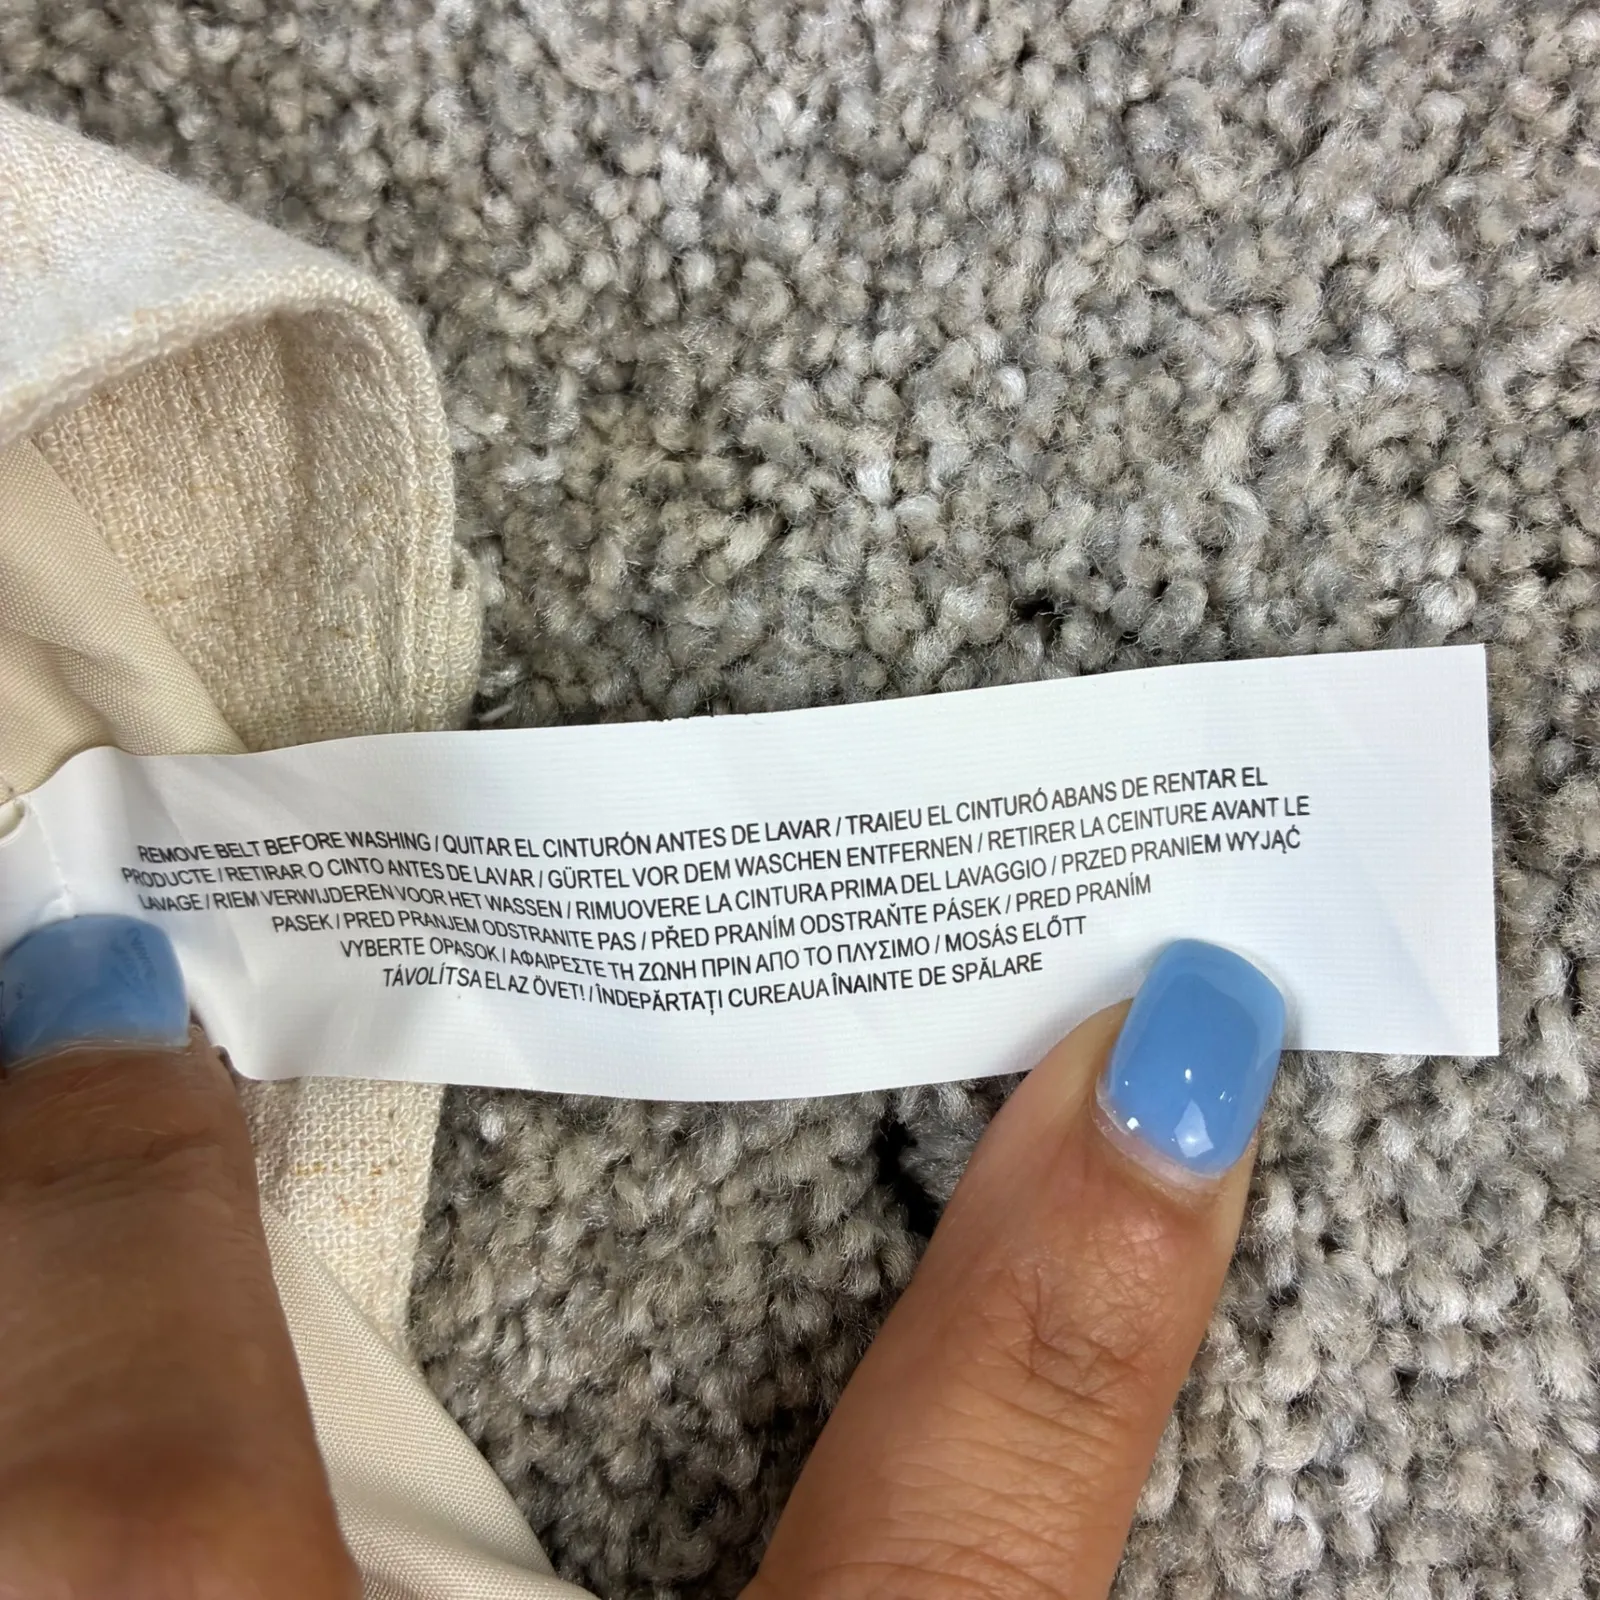 REMOVE BELT BEFORE WASHING / QUITAR EL CINTURÓN ANTES DE LAVAR / TRAIEU EL CINTURÓ ABANS DE RENTAR EL
PRODUCTE / RETIRAR O CINTO ANTES DE LAVAR / GÜRTEL VOR DEM WASCHEN ENTFERNEN / RETIRER LA CEINTURE AVANT LE
LAVAGE / RIEM VERWIJDEREN VOOR HET WASSEN / RIMUOVERE LA CINTURA PRIMA DEL LAVAGGIO / PRZED PRANIEM WYJĄĆ
PASEK / PRED PRANJEM ODSTRANITE PAS / PŘED PRANÍM ODSTRAŇTE PÁSEK / PRED PRANÍM
VYBERTE OPASOK / ΑΦΑΙΡΕΣΤΕ ΤΗ ΖΩΝΗ ΠΡΙΝ ΑΠΟ ΤΟ ΠΛΥΣΙΜΟ / MOSÁS ELŐTT
TÁVOLÍTSA EL AZ ÖVET! / ÎNDEPĂRTAȚI CUREAUA ÎNAINTE DE SPĂLARE